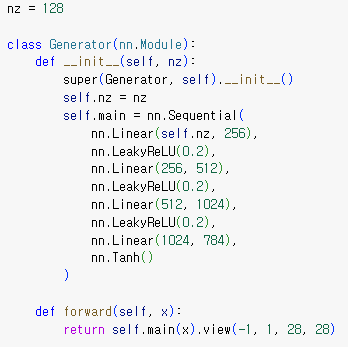 nz = 128

class Generator(nn.Module):
    def __init__(self, nz):
        super(Generator, self).__init__()
        self.nz = nz
        self.main = nn.Sequential(
            nn.Linear(self.nz, 256),
            nn.LeakyReLU(0.2),
            nn.Linear(256, 512),
            nn.LeakyReLU(0.2),
            nn.Linear(512, 1024),
            nn.LeakyReLU(0.2),
            nn.Linear(1024, 784),
            nn.Tanh()
        )

    def forward(self, x):
        return self.main(x).view(-1, 1, 28, 28)